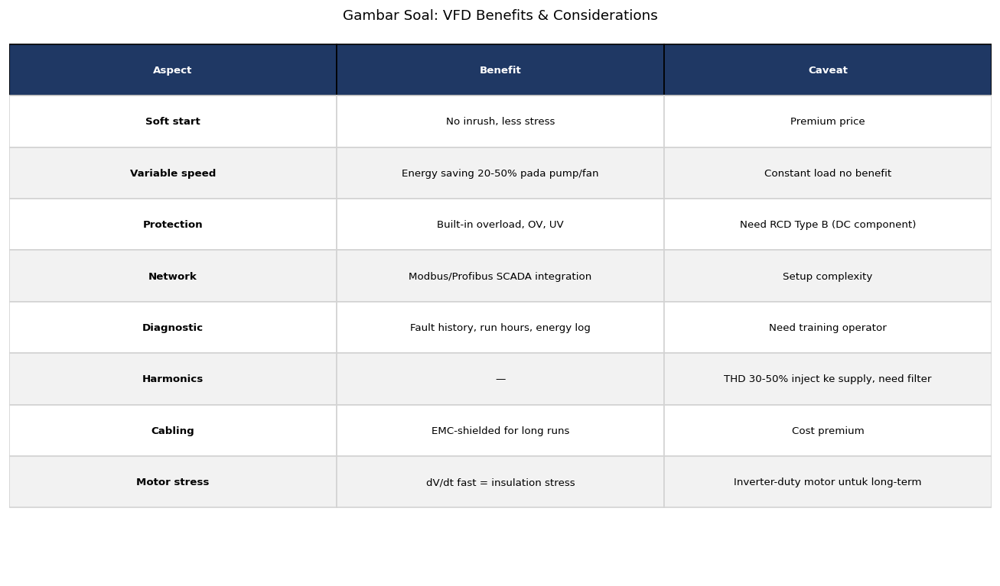 Gambar Soal: VFD Benefits & Considerations
Aspect Benefit Caveat
Soft start No inrush, less stress Premium price
Variable speed Energy saving 20-50% pada pump/fan Constant load no benefit
Protection Built-in overload, OV, UV Need RCD Type B (DC component)
Network Modbus/Profibus SCADA integration Setup complexity
Diagnostic Fault history, run hours, energy log Need training operator
Harmonics — THD 30-50% inject ke supply, need filter
Cabling EMC-shielded for long runs Cost premium
Motor stress dV/dt fast = insulation stress Inverter-duty motor untuk long-term